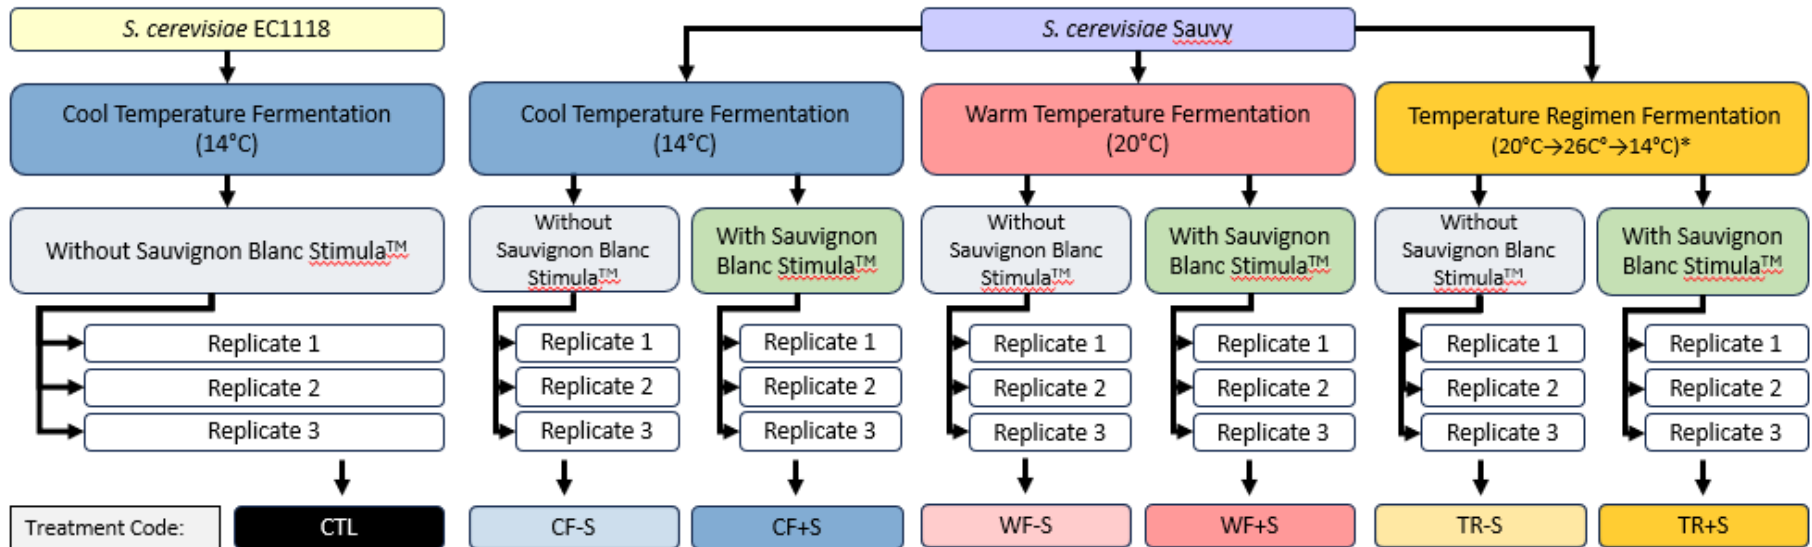 S. cerevisiae EC1118
S. cerevisiae Sauvy
Cool Temperature Fermentation
(14°C)
Cool Temperature Fermentation
(14°C)
Warm Temperature Fermentation
(20°C)
Temperature Regimen Fermentation
(20°C→26C°→14°C)*
Without Sauvignon Blanc Stimula™
Without
Sauvignon Blanc
Stimula™
With Sauvignon
Blanc Stimula™
Without
Sauvignon Blanc
Stimula™
With Sauvignon
Blanc Stimula™
Without
Sauvignon Blanc
Stimula™
With Sauvignon
Blanc Stimula™
Replicate 1
Replicate 2
Replicate 3
Replicate 1
Replicate 2
Replicate 3
Replicate 1
Replicate 2
Replicate 3
Replicate 1
Replicate 2
Replicate 3
Replicate 1
Replicate 2
Replicate 3
Replicate 1
Replicate 2
Replicate 3
Replicate 1
Replicate 2
Replicate 3
Treatment Code:
CTL
CF-S
CF+S
WF-S
WF+S
TR-S
TR+S